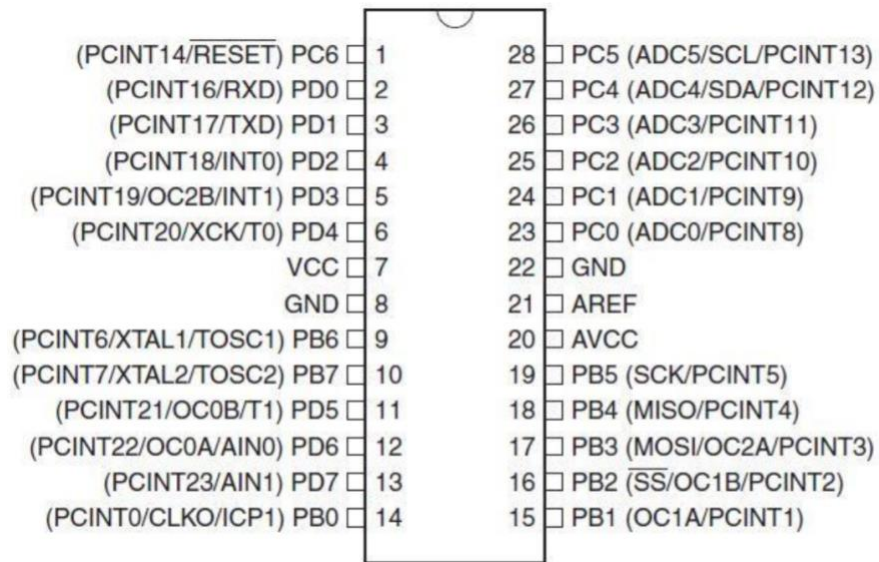 (PCINT14/RESET) PC6 1 28 PC5 (ADC5/SCL/PCINT13)
(PCINT16/RXD) PD0 2 27 PC4 (ADC4/SDA/PCINT12)
(PCINT17/TXD) PD1 3 26 PC3 (ADC3/PCINT11)
(PCINT18/INT0) PD2 4 25 PC2 (ADC2/PCINT10)
(PCINT19/OC2B/INT1) PD3 5 24 PC1 (ADC1/PCINT9)
(PCINT20/XCK/T0) PD4 6 23 PC0 (ADC0/PCINT8)
VCC 7 22 GND
GND 8 21 AREF
(PCINT6/XTAL1/TOSC1) PB6 9 20 AVCC
(PCINT7/XTAL2/TOSC2) PB7 10 19 PB5 (SCK/PCINT5)
(PCINT21/OC0B/T1) PD5 11 18 PB4 (MISO/PCINT4)
(PCINT22/OC0A/AIN0) PD6 12 17 PB3 (MOSI/OC2A/PCINT3)
(PCINT23/AIN1) PD7 13 16 PB2 (SS/OC1B/PCINT2)
(PCINT0/CLKO/ICP1) PB0 14 15 PB1 (OC1A/PCINT1)